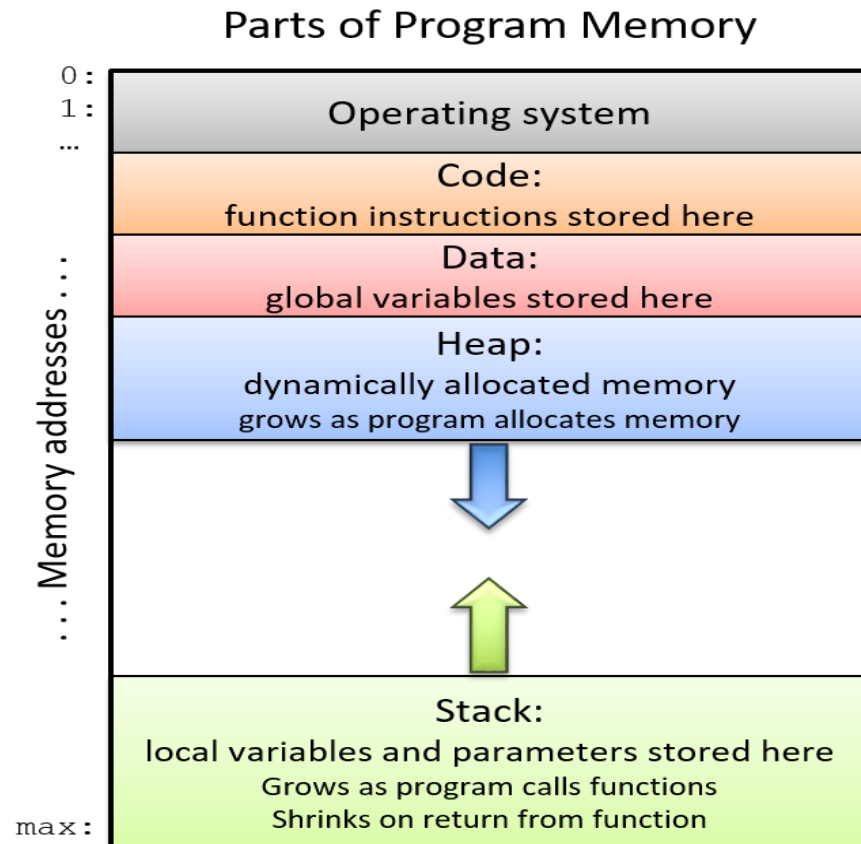 Parts of Program Memory
0:
1:
…
Operating system
Code:
function instructions stored here
Data:
global variables stored here
Heap:
dynamically allocated memory
grows as program allocates memory
... Memory addresses ...
Stack:
local variables and parameters stored here
Grows as program calls functions
Shrinks on return from function
max: